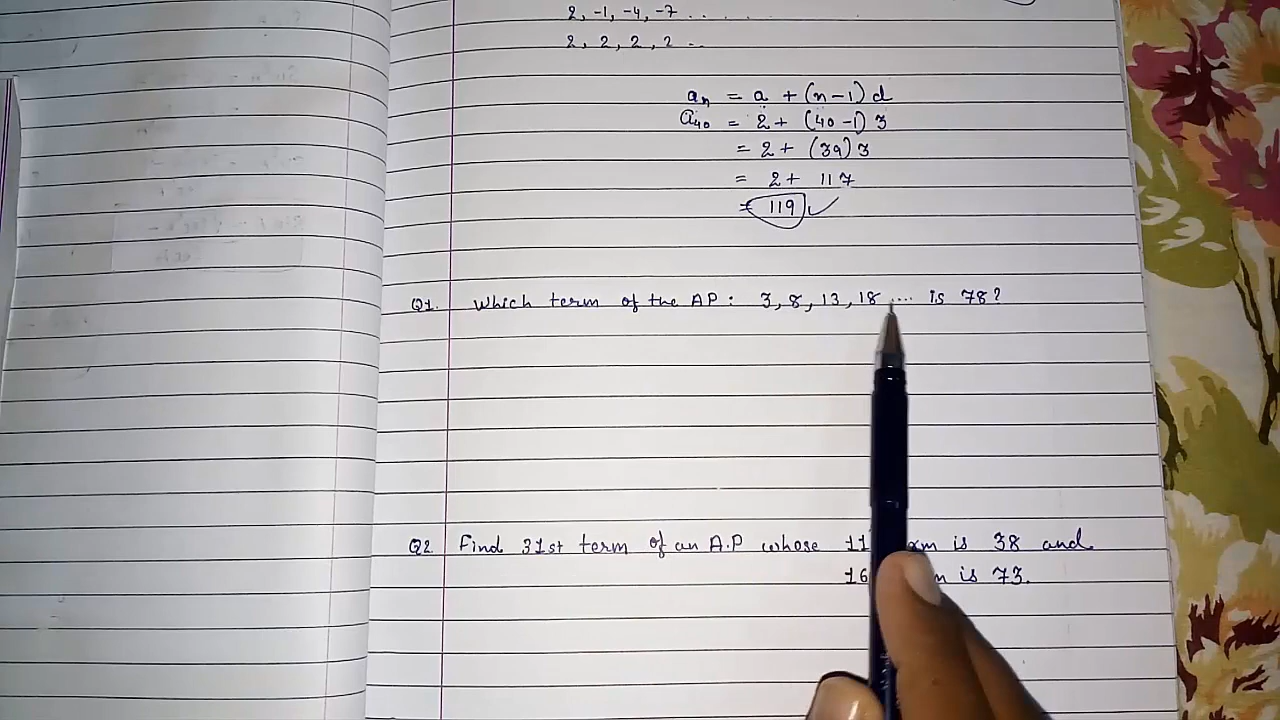 2, -1, -4, -7 .....
2, 2, 2, 2 ...
an = a + (n-1) d
a40 = 2 + (40-1) 3
= 2 + (39) 3
= 2 + 117
= 119 ✓
Q1. Which term of the AP: 3, 8, 13, 18 .... is 78?
Q2 Find 31st term of an A.P whose 11 is 38 and
16 is 73.